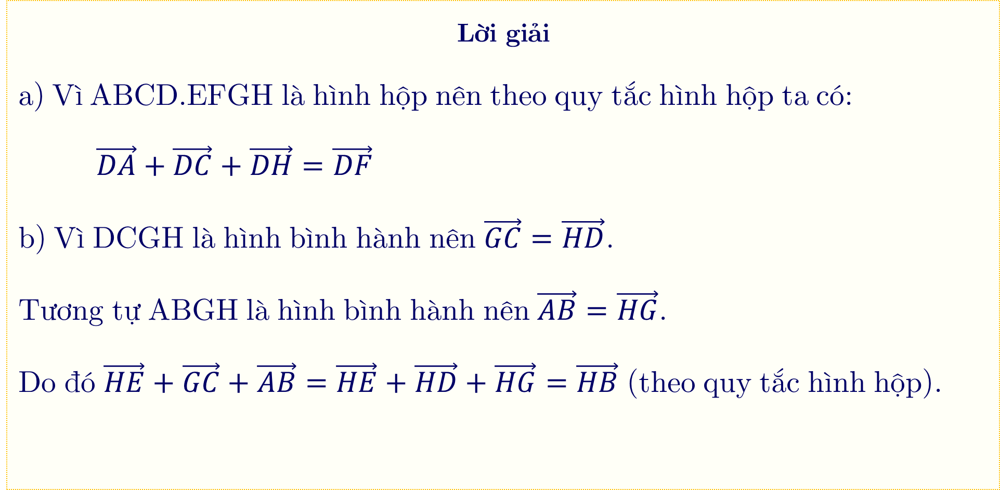 Lời giải
a) Vì ABCD.EFGH là hình hộp nên theo quy tắc hình hộp ta có:
$\overrightarrow{DA} + \overrightarrow{DC} + \overrightarrow{DH} = \overrightarrow{DF}$
b) Vì DCGH là hình bình hành nên $\overrightarrow{GC} = \overrightarrow{HD}$.
Tương tự ABGH là hình bình hành nên $\overrightarrow{AB} = \overrightarrow{HG}$.
Do đó $\overrightarrow{HE} + \overrightarrow{GC} + \overrightarrow{AB} = \overrightarrow{HE} + \overrightarrow{HD} + \overrightarrow{HG} = \overrightarrow{HB}$ (theo quy tắc hình hộp).